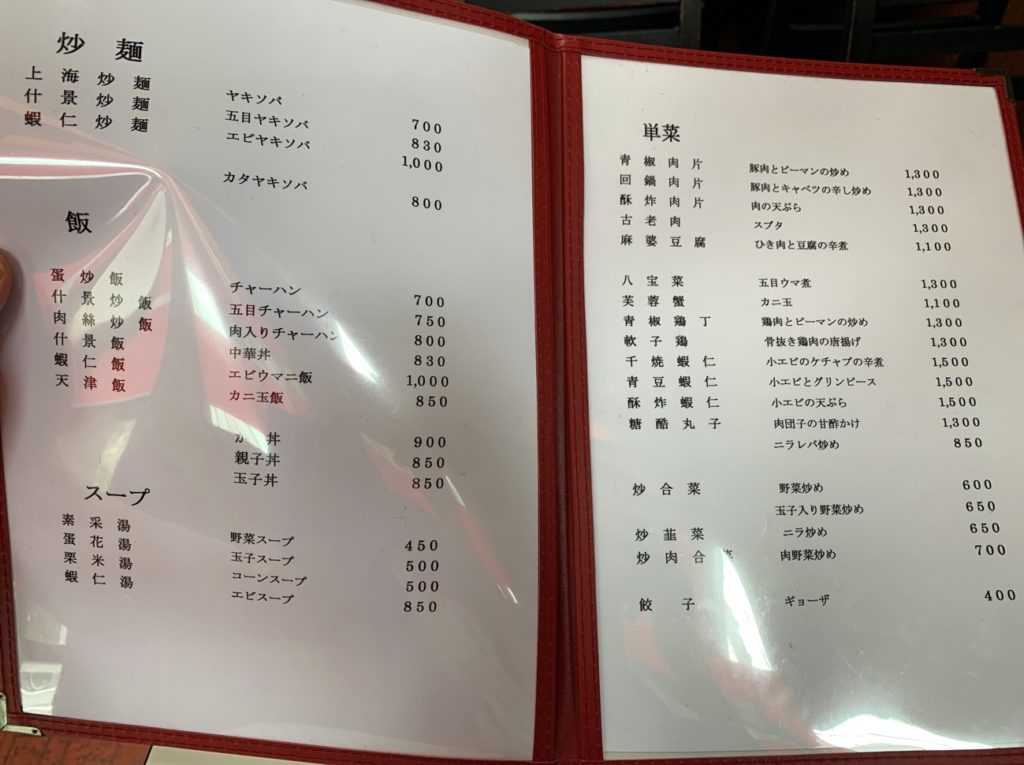 炒麺
上海炒麺 ヤキソバ 700
什景炒麺 五目ヤキソバ 830
蝦仁炒麺 エビヤキソバ 1,000
カタヤキソバ 800
飯
蛋炒飯 チャーハン 700
什景炒飯 五目チャーハン 750
肉絲炒飯 肉入りチャーハン 800
什景飯 中華丼 830
蝦仁飯 エビウマニ飯 1,000
天津飯 カニ玉飯 850
丼 900
親子丼 850
玉子丼 850
スープ
素采湯 野菜スープ 450
蛋花湯 玉子スープ 500
栗米湯 コーンスープ 500
蝦仁湯 エビスープ 850
単菜
青椒肉片 豚肉とピーマンの炒め 1,300
回鍋肉片 豚肉とキャベツの辛し炒め 1,300
酥炸肉片 肉の天ぷら 1,300
古老肉 スブタ 1,300
麻婆豆腐 ひき肉と豆腐の辛煮 1,100
八宝菜 五目ウマ煮 1,300
芙蓉蟹 カニ玉 1,100
青椒鶏丁 鶏肉とピーマンの炒め 1,300
軟子鶏 骨抜き鶏肉の唐揚げ 1,300
干焼蝦仁 小エビのケチャプの辛煮 1,500
青豆蝦仁 小エビとグリンピース 1,500
酥炸蝦仁 小エビの天ぷら 1,500
糖酷丸子 肉団子の甘酢かけ 1,300
ニラレバ炒め 850
炒合菜 野菜炒め 600
玉子入り野菜炒め 650
炒韮菜 ニラ炒め 650
炒肉合菜 肉野菜炒め 700
餃子 ギョーザ 400